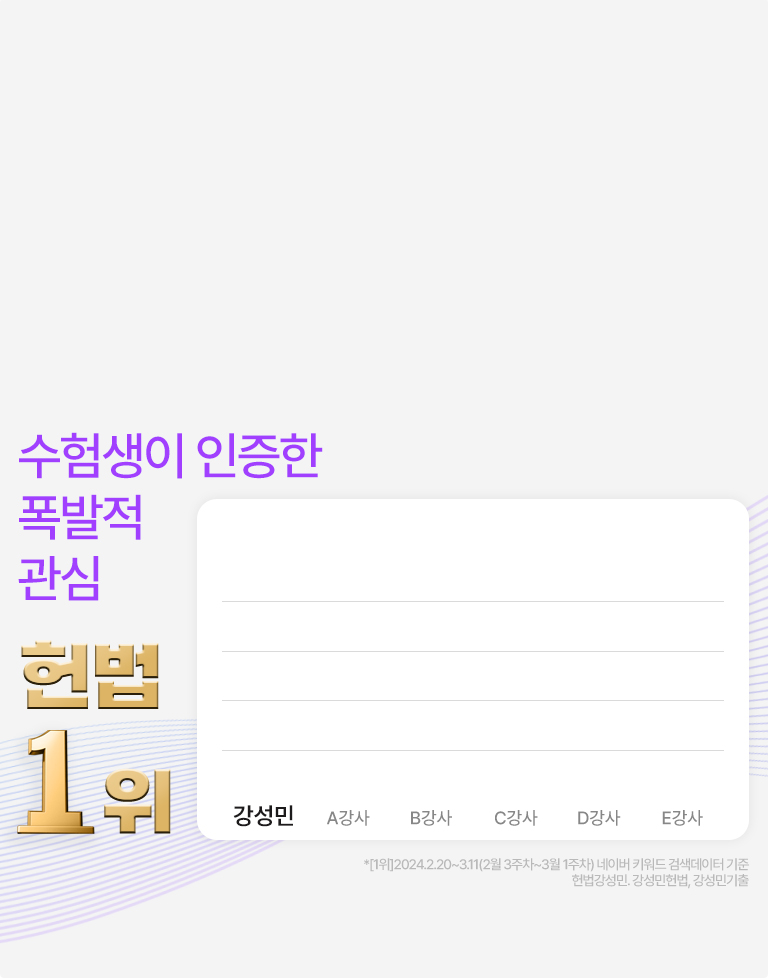 수험생이 인증한
폭발적
관심
헌법
1위
강성민 A강사 B강사 C강사 D강사 E강사
*[1위]2024.2.20~3.11(2월 3주차~3월 1주차) 네이버 키워드 검색데이터 기준
헌법강성민. 강성민헌법, 강성민기출